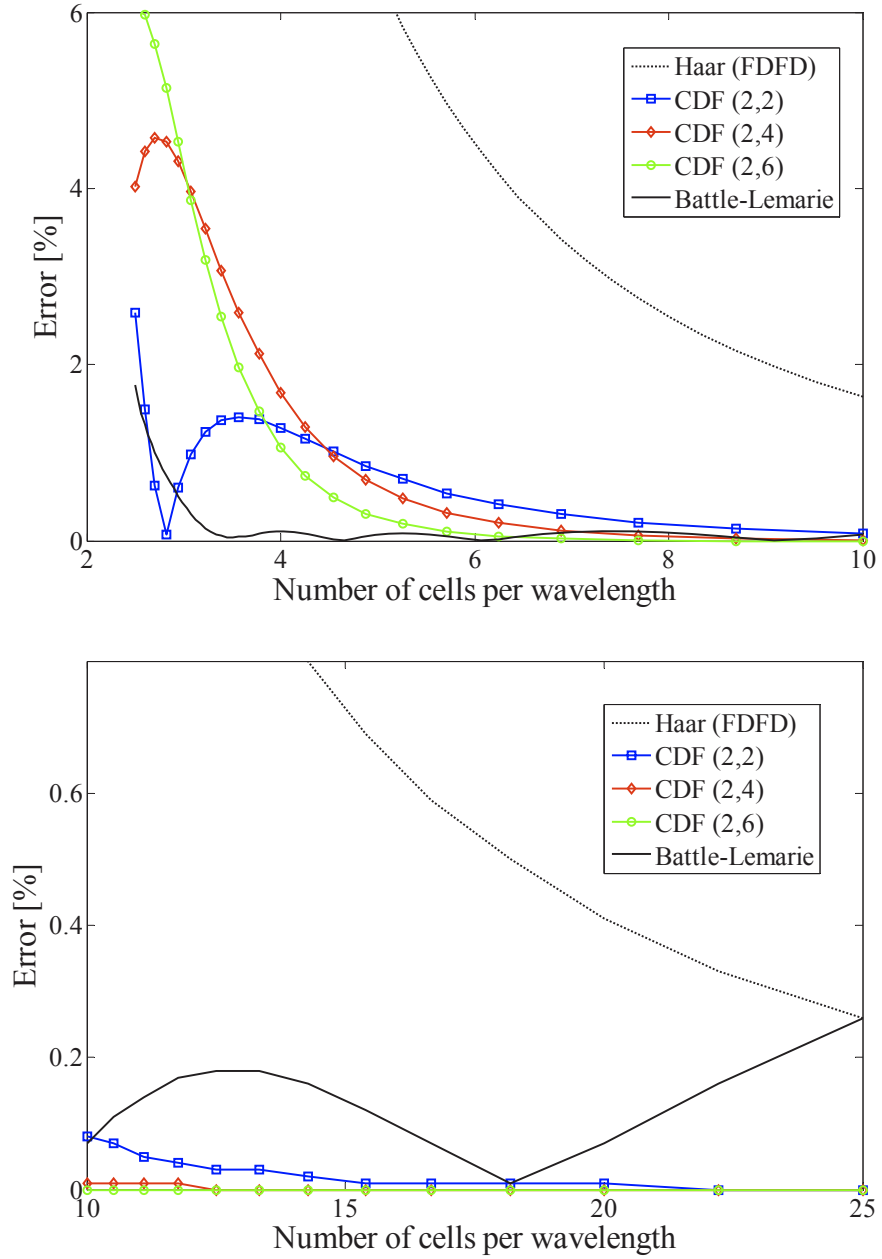 6
4
2
0
Error [%]
Haar (FDFD)
CDF (2,2)
CDF (2,4)
CDF (2,6)
Battle-Lemarie
2
4
6
8
10
Number of cells per wavelength
0.6
0.4
0.2
0
Error [%]
Haar (FDFD)
CDF (2,2)
CDF (2,4)
CDF (2,6)
Battle-Lemarie
10
15
20
25
Number of cells per wavelength